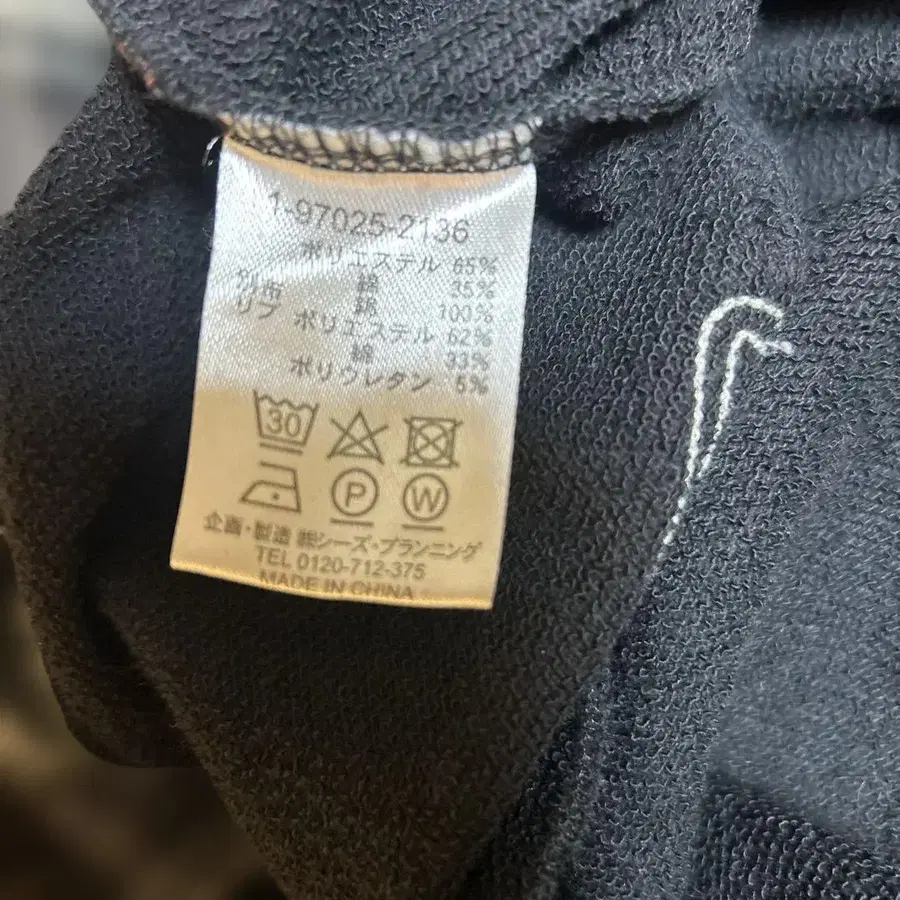 1-97025-2136
ポリエステル 65%
綿 35%
別布 綿 100%
リブ ポリエステル 62%
綿 33%
ポリウレタン 5%
30
P W
企画・製造 ㈱シーズ・プランニング
TEL 0120-712-375
MADE IN CHINA